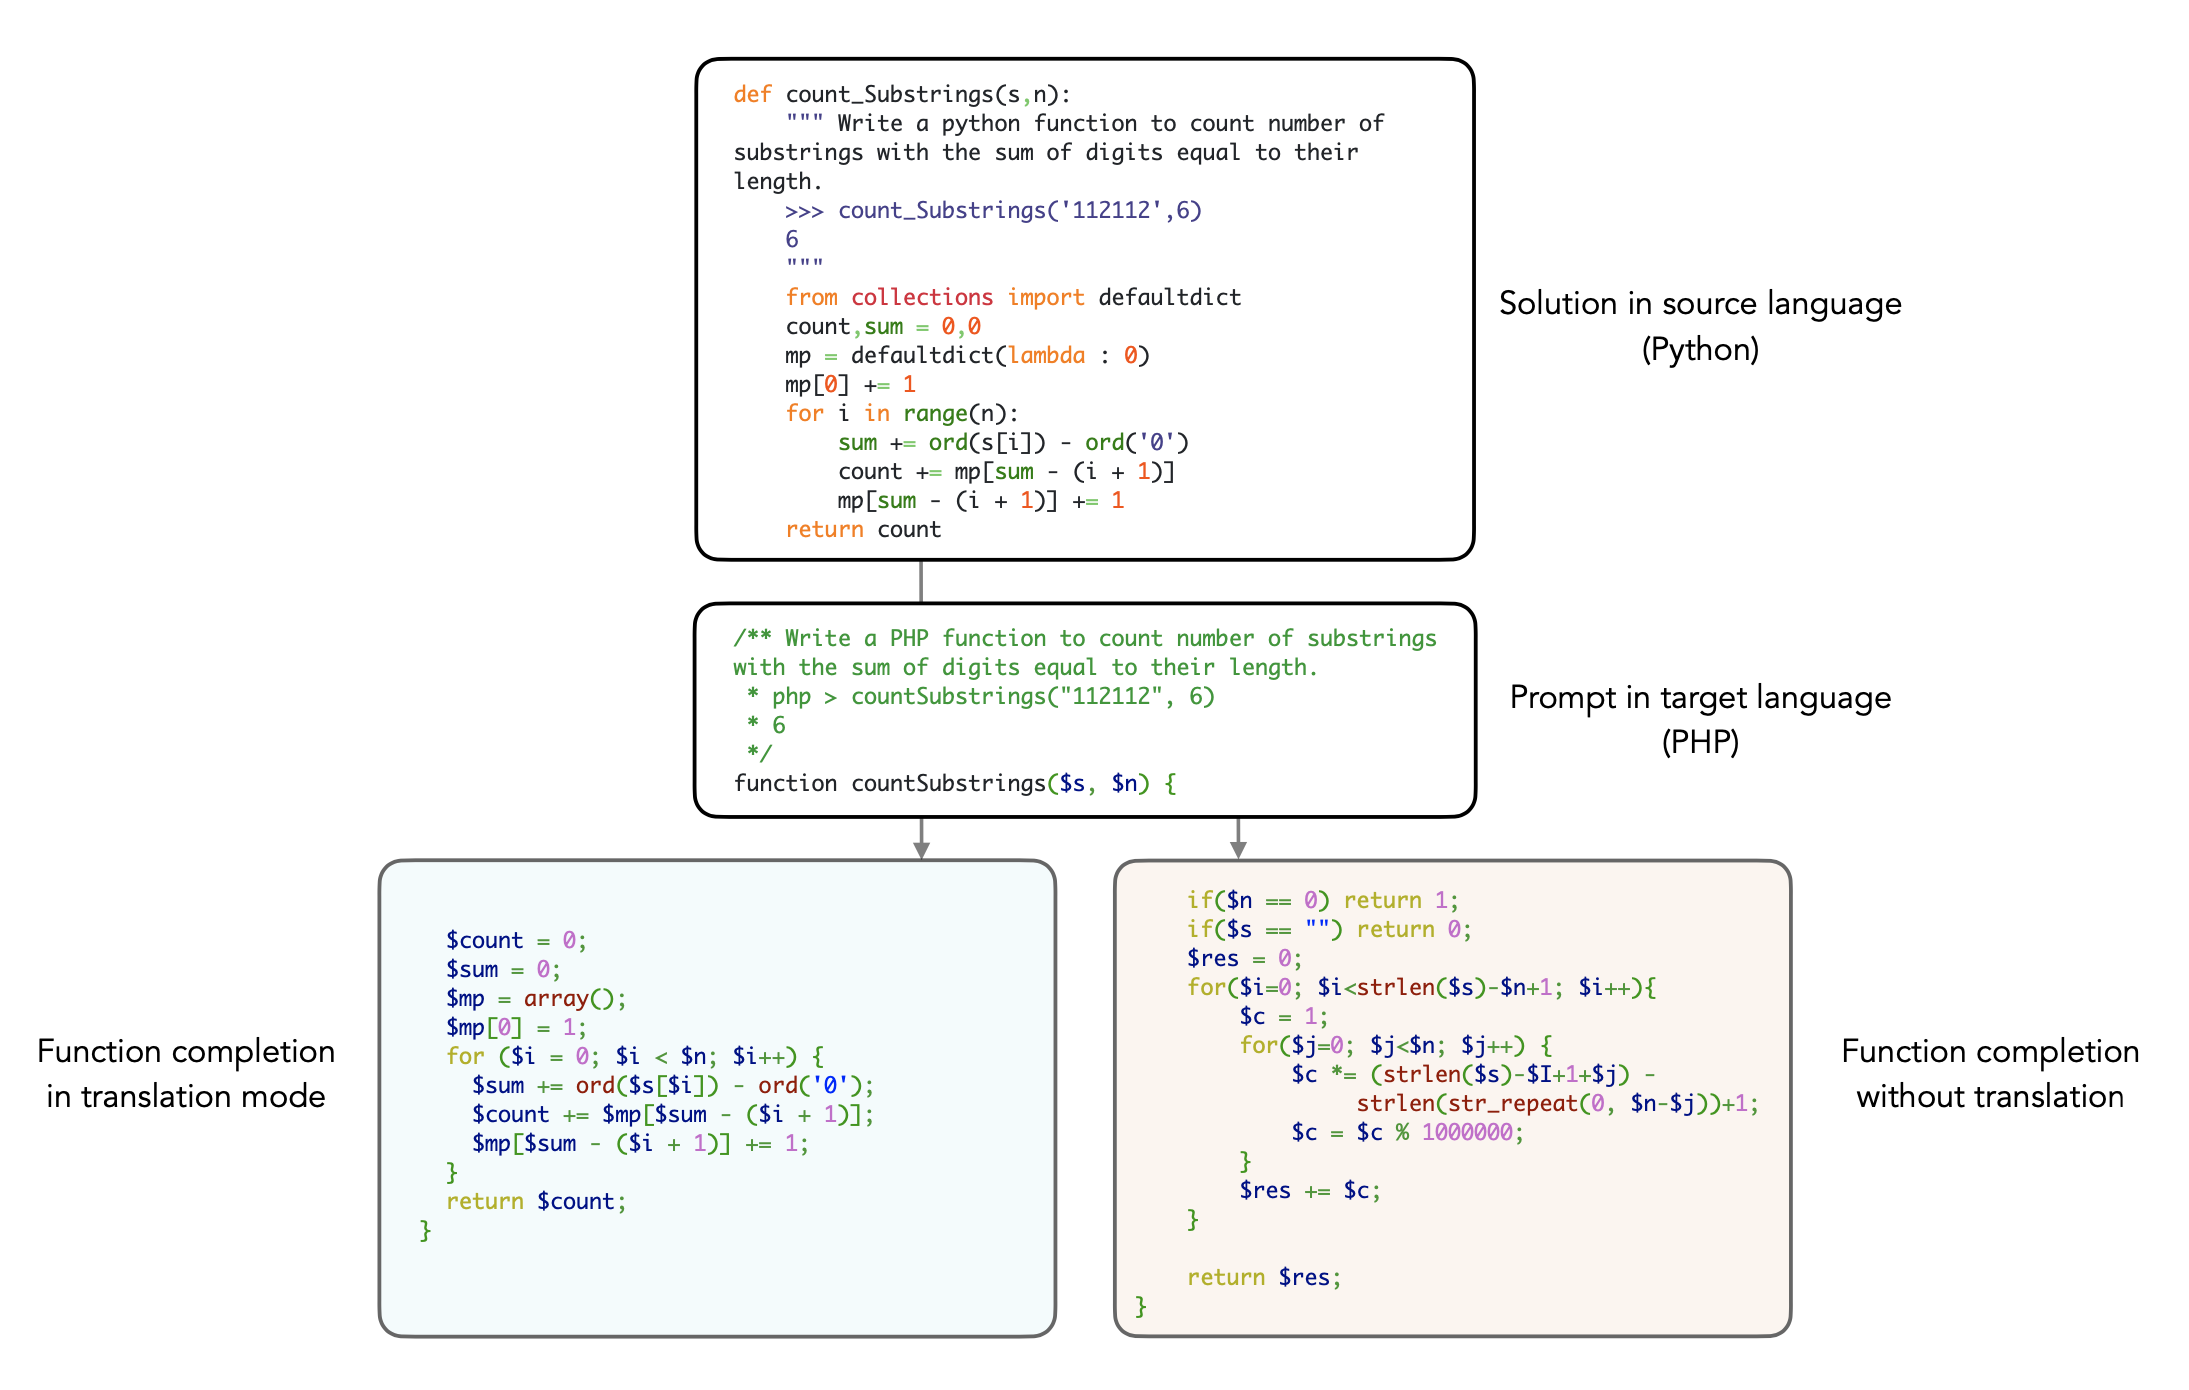 def count_Substrings(s,n):
    """ Write a python function to count number of
substrings with the sum of digits equal to their
length.
    >>> count_Substrings('112112',6)
    6
    """
    from collections import defaultdict
    count,sum = 0,0
    mp = defaultdict(lambda : 0)
    mp[0] += 1
    for i in range(n):
        sum += ord(s[i]) - ord('0')
        count += mp[sum - (i + 1)]
        mp[sum - (i + 1)] += 1
    return count
Solution in source language
(Python)
/** Write a PHP function to count number of substrings
with the sum of digits equal to their length.
 * php > countSubstrings("112112", 6)
 * 6
 */
function countSubstrings($s, $n) {
Prompt in target language
(PHP)
Function completion
in translation mode
  $count = 0;
  $sum = 0;
  $mp = array();
  $mp[0] = 1;
  for ($i = 0; $i < $n; $i++) {
    $sum += ord($s[$i]) - ord('0');
    $count += $mp[$sum - ($i + 1)];
    $mp[$sum - ($i + 1)] += 1;
  }
  return $count;
}
    if($n == 0) return 1;
    if($s == "") return 0;
    $res = 0;
    for($i=0; $i<strlen($s)-$n+1; $i++){
        $c = 1;
        for($j=0; $j<$n; $j++) {
            $c *= (strlen($s)-$I+1+$j) -
                 strlen(str_repeat(0, $n-$j))+1;
            $c = $c % 1000000;
        }
        $res += $c;
    }
    return $res;
}
Function completion
without translation